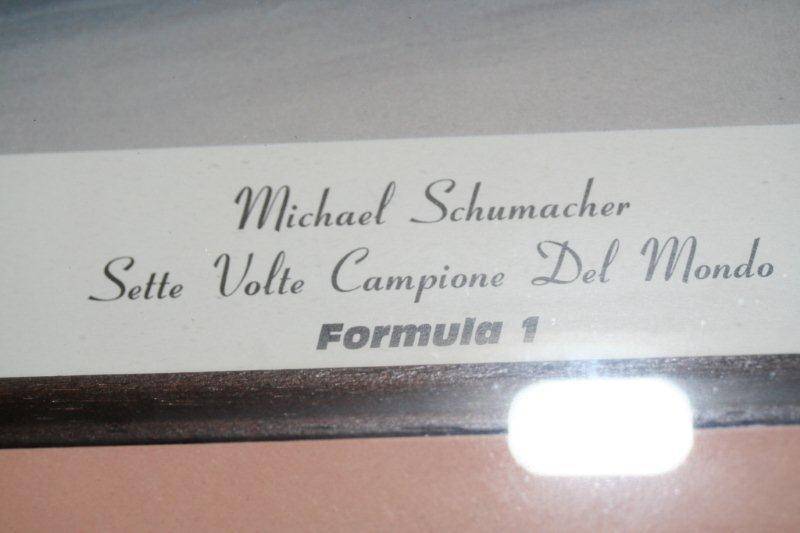 Michael Schumacher
Sette Volte Campione Del Mondo
Formula 1